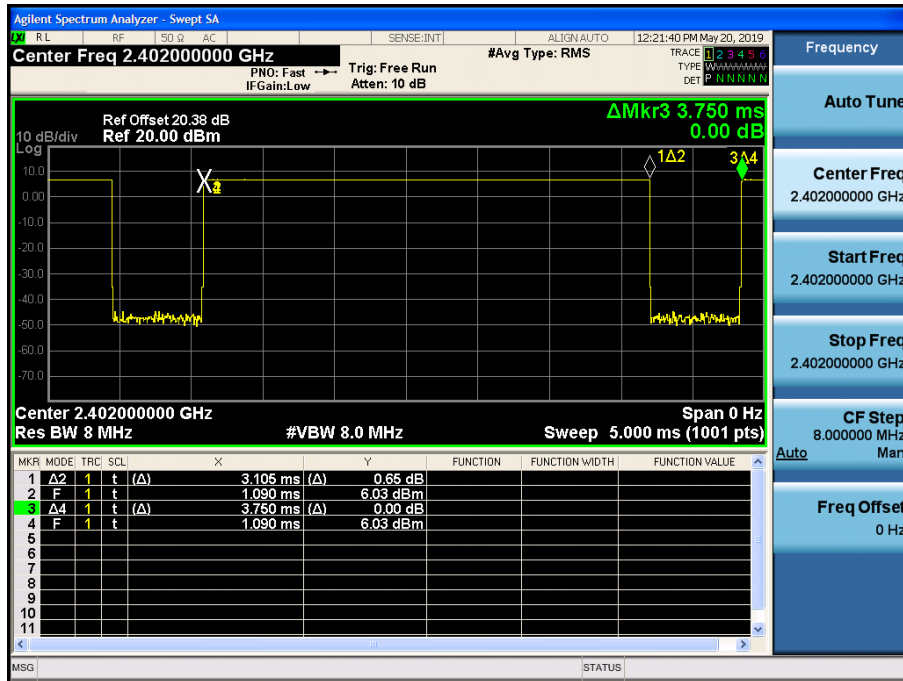 Agilent Spectrum Analyzer - Swept SA
LXI RL RF 50 Ω AC SENSE:INT ALIGN AUTO 12:21:40 PM May 20, 2019
Center Freq 2.402000000 GHz #Avg Type: RMS TRACE 1 2 3 4 5 6
PNO: Fast Trig: Free Run TYPE WWWWWW
IFGain:Low Atten: 10 dB DET P N N N N N
Frequency
Auto Tune
Center Freq
2.402000000 GHz
Start Freq
2.402000000 GHz
Stop Freq
2.402000000 GHz
CF Step
8.000000 MHz
Auto Man
Freq Offset
0 Hz
ΔMkr3 3.750 ms
0.00 dB
Ref Offset 20.38 dB
10 dB/div Ref 20.00 dBm
Log
1Δ2 3Δ4
10.0
0.00
-10.0
-20.0
-30.0
-40.0
-50.0
-60.0
-70.0
Center 2.402000000 GHz Span 0 Hz
Res BW 8 MHz #VBW 8.0 MHz Sweep 5.000 ms (1001 pts)
MKR MODE TRC SCL X Y FUNCTION FUNCTION WIDTH FUNCTION VALUE
1 Δ2 1 t (Δ) 3.105 ms (Δ) 0.65 dB
2 F 1 t 1.090 ms 6.03 dBm
3 Δ4 1 t (Δ) 3.750 ms (Δ) 0.00 dB
4 F 1 t 1.090 ms 6.03 dBm
5
6
7
8
9
10
11
MSG STATUS